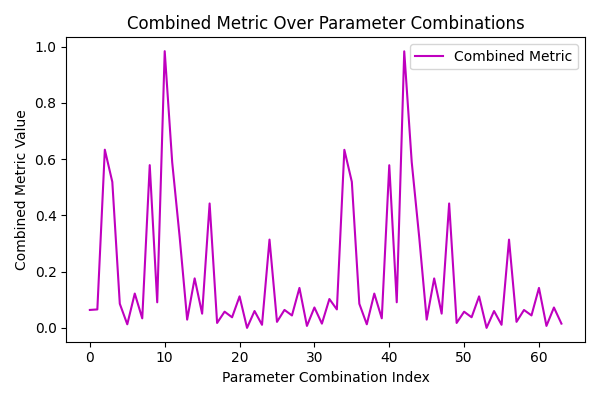 Combined Metric Over Parameter Combinations
Combined Metric
Combined Metric Value
1.0
0.8
0.6
0.4
0.2
0.0
0 10 20 30 40 50 60
Parameter Combination Index